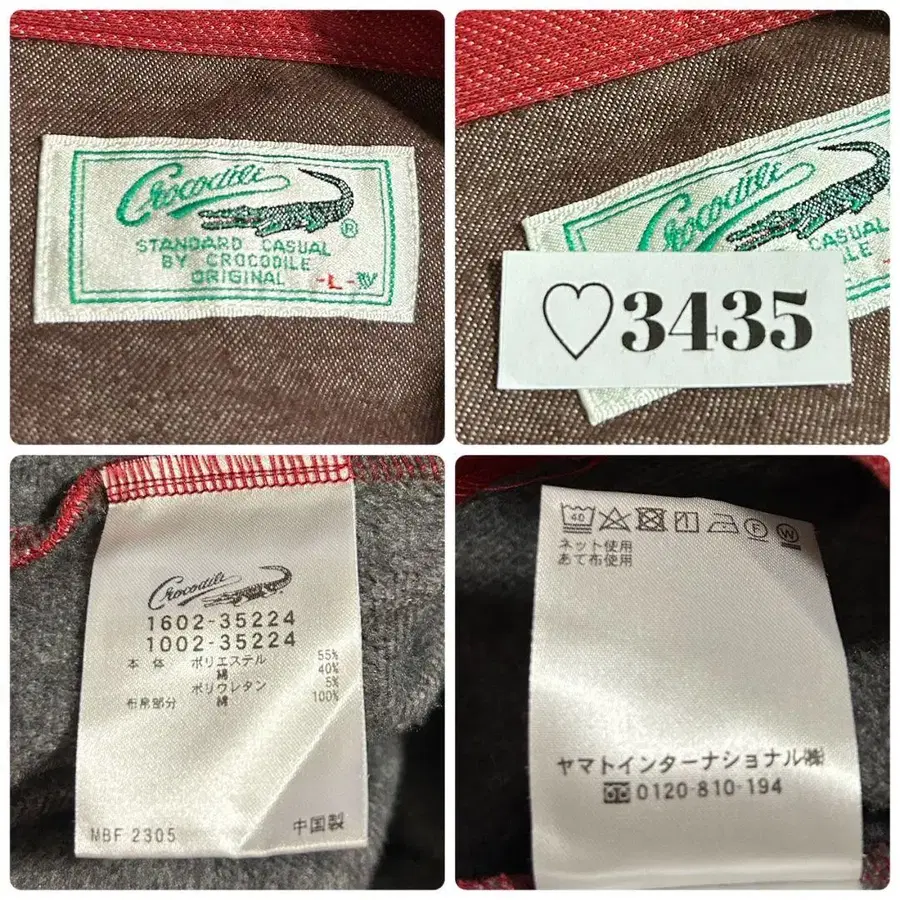 Crocodile
®
STANDARD CASUAL
BY CROCODILE
ORIGINAL -L-
Crocodile
CASUAL
♡3435
Crocodile
1602-35224
1002-35224
本体 ポリエステル 55%
綿 40%
ポリウレタン 5%
布帛部分 綿 100%
MBF 2305 中国製
40 F W
ネット使用
あて布使用
ヤマトインターナショナル㈱
0120-810-194